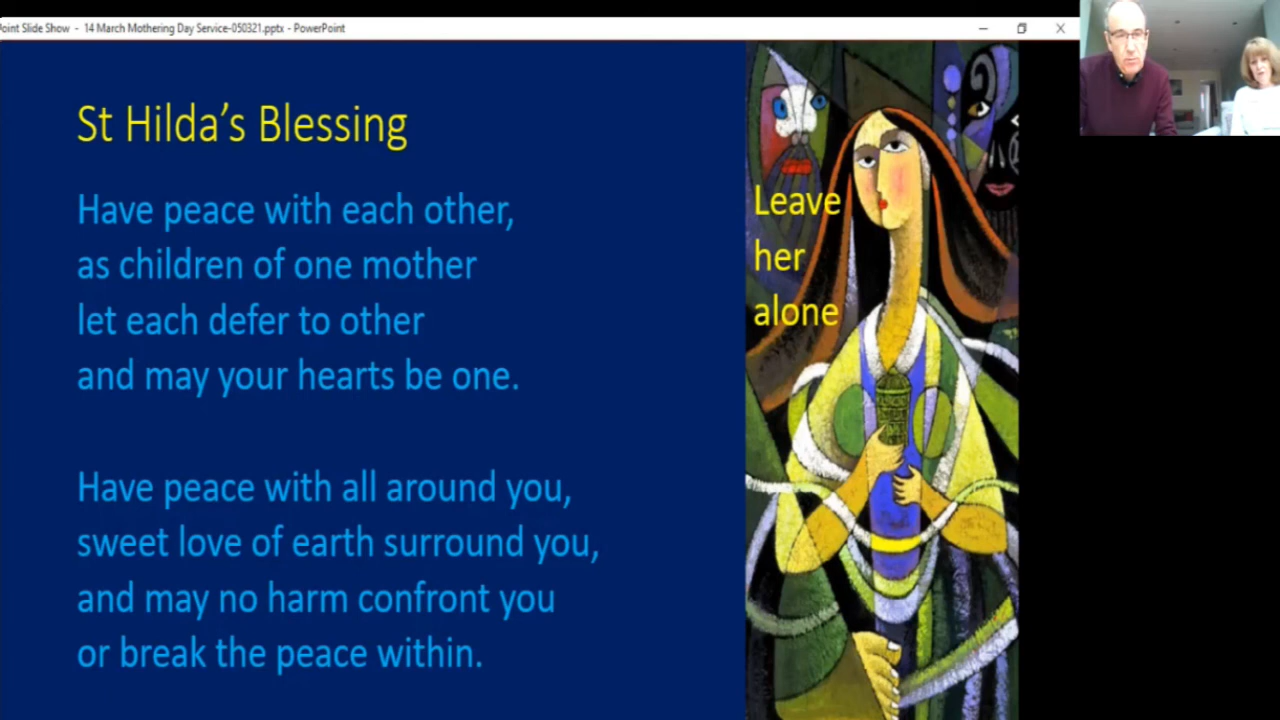 oint Slide Show - 14 March Mothering Day Service-050321.pptx - PowerPoint
St Hilda's Blessing
Have peace with each other,
as children of one mother
let each defer to other
and may your hearts be one.
Have peace with all around you,
sweet love of earth surround you,
and may no harm confront you
or break the peace within.
Leave
her
alone